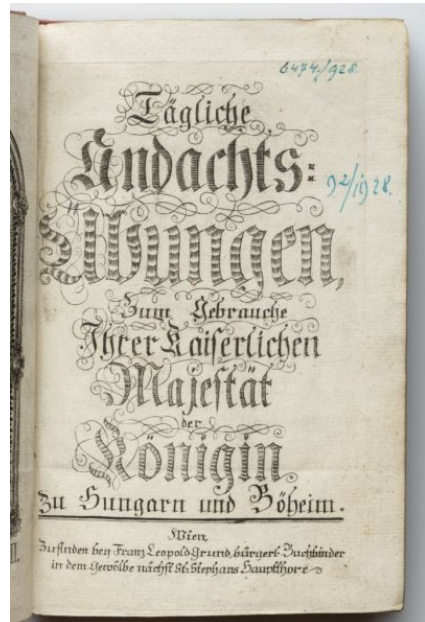 6474./928.
Tägliche
Andachts=
92/1928.
Übungen,
Zum Gebrauche
Ihrer Kaiserlichen
Majestät
der
Königin
zu Hungarn und Böheim.
Wien,
Zu finden bey Franz Leopold Grund, bürgerl. Buchbinder
in dem Gewölbe nächst St. Stephans Hauptthore